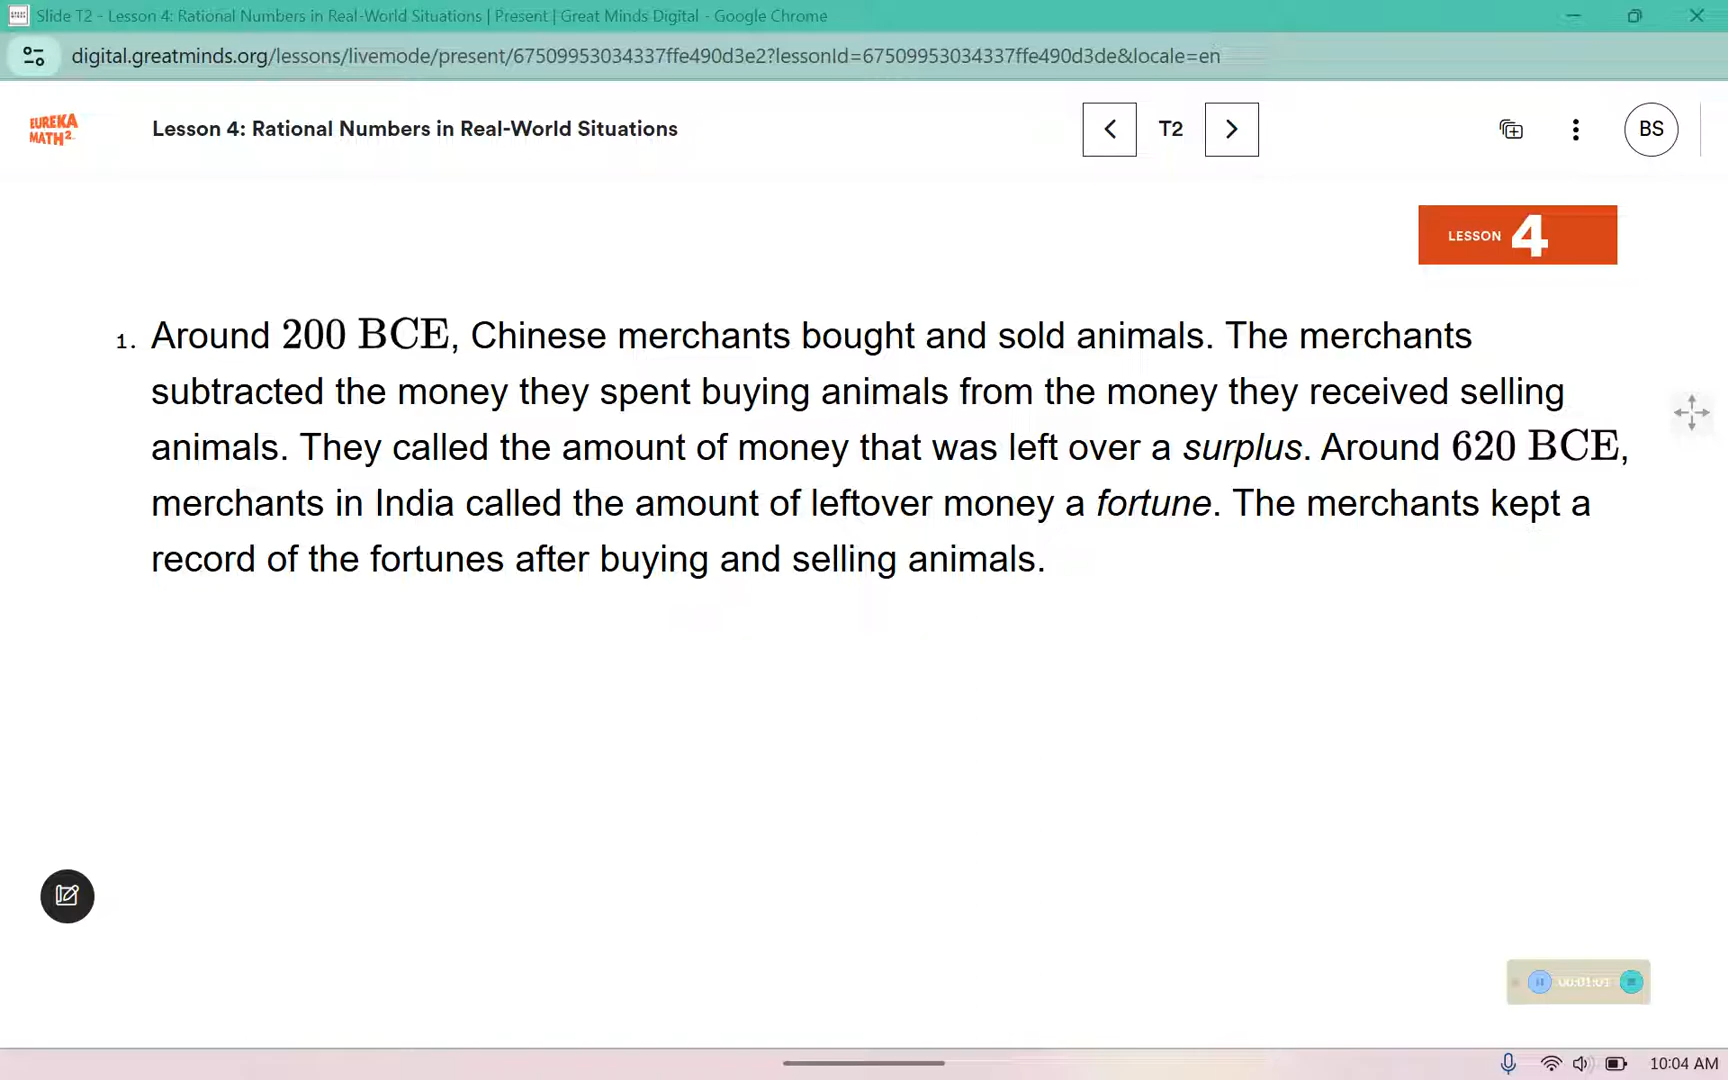 Slide T2 - Lesson 4: Rational Numbers in Real-World Situations | Present | Great Minds Digital - Google Chrome
digital.greatminds.org/lessons/livemode/present/67509953034337ffe490d3e2?lessonId=67509953034337ffe490d3de&locale=en
EUREKA
MATH²
Lesson 4: Rational Numbers in Real-World Situations
T2
BS
LESSON 4
1. Around 200 BCE, Chinese merchants bought and sold animals. The merchants
subtracted the money they spent buying animals from the money they received selling
animals. They called the amount of money that was left over a surplus. Around 620 BCE,
merchants in India called the amount of leftover money a fortune. The merchants kept a
record of the fortunes after buying and selling animals.
00:01:01
10:04 AM